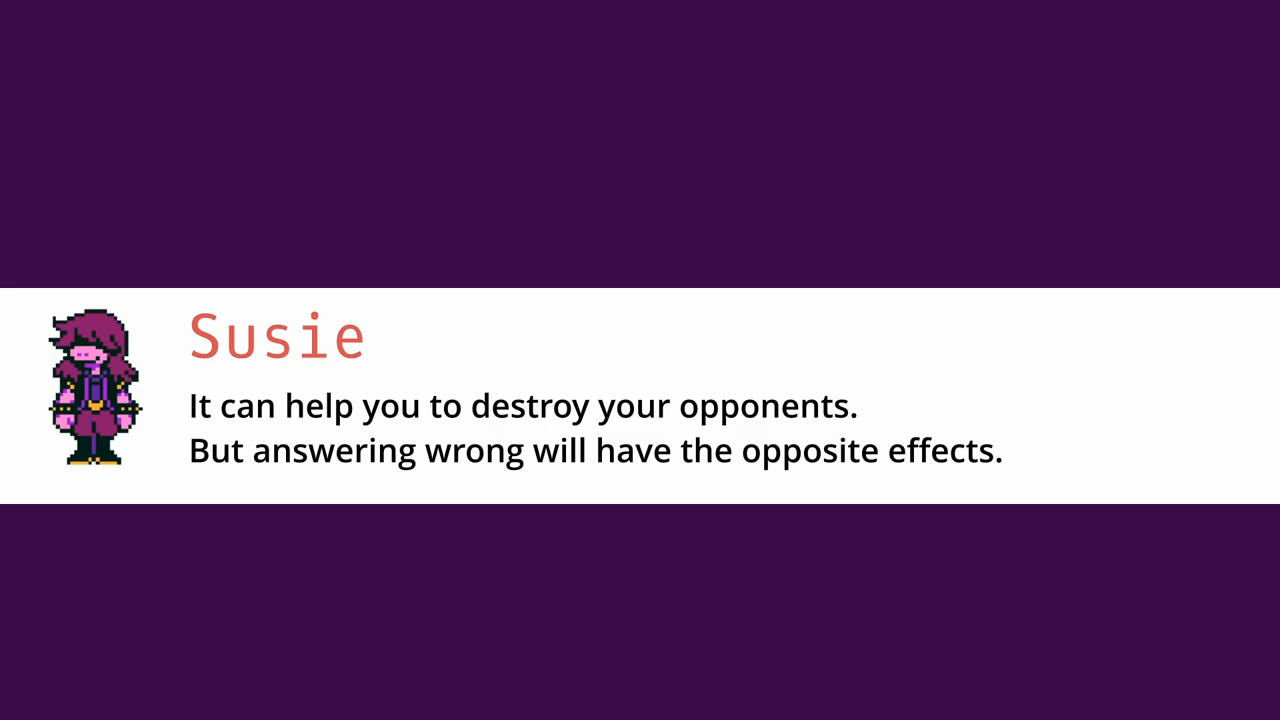 Susie
It can help you to destroy your opponents.
But answering wrong will have the opposite effects.